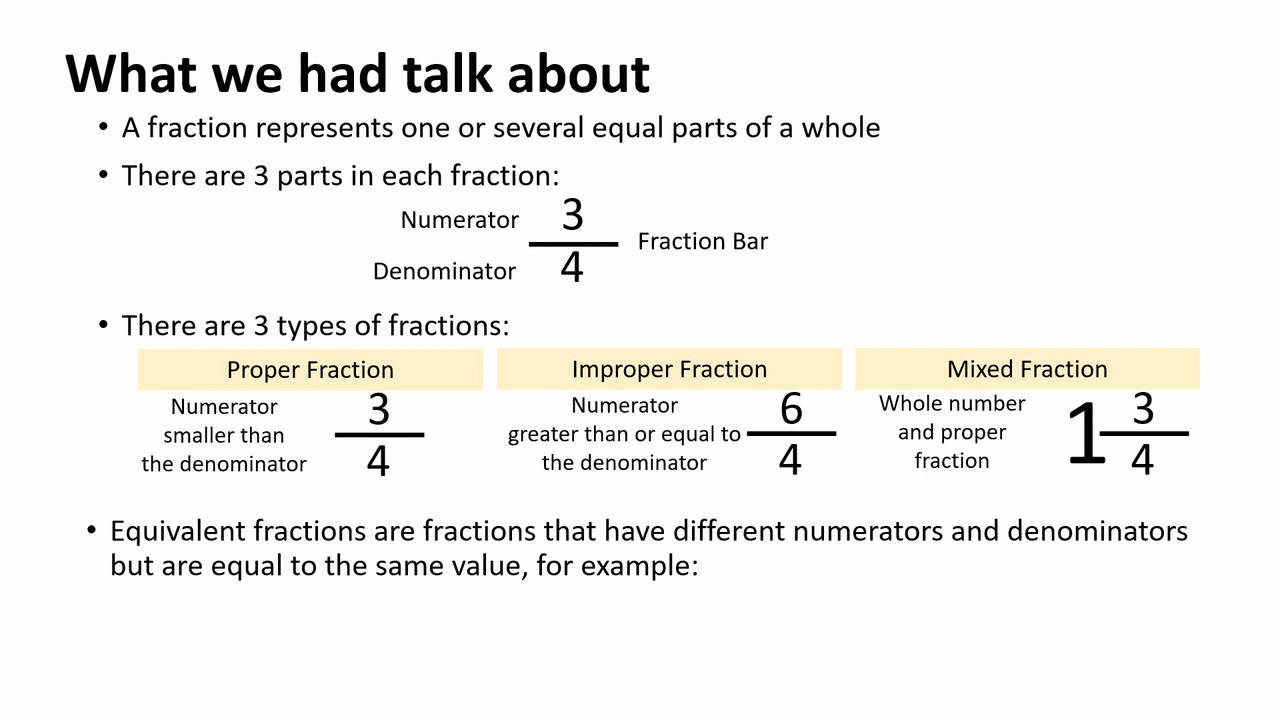 What we had talk about
• A fraction represents one or several equal parts of a whole
• There are 3 parts in each fraction:
Numerator 3
Fraction Bar
Denominator 4
• There are 3 types of fractions:
Proper Fraction
Numerator
smaller than
the denominator
3
4
Improper Fraction
Numerator
greater than or equal to
the denominator
6
4
Mixed Fraction
Whole number
and proper
fraction
1 3
4
• Equivalent fractions are fractions that have different numerators and denominators
but are equal to the same value, for example: